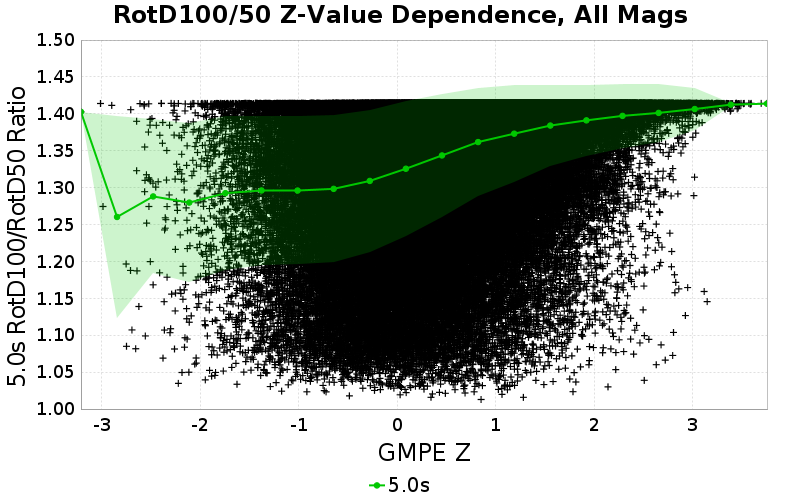 RotD100/50 Z-Value Dependence, All Mags
5.0s RotD100/RotD50 Ratio
1.50
1.45
1.40
1.35
1.30
1.25
1.20
1.15
1.10
1.05
1.00
-3 -2 -1 0 1 2 3
GMPE Z
5.0s